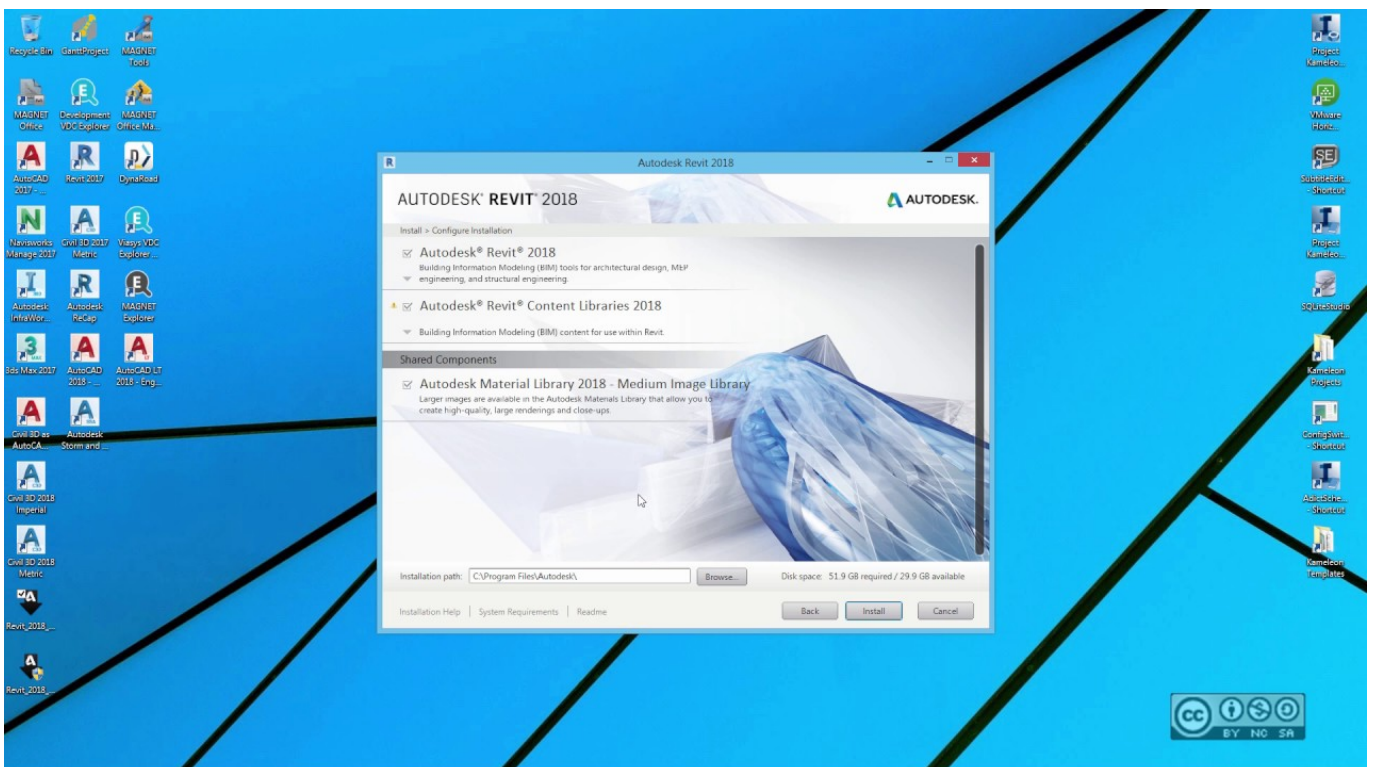 Recycle Bin
GanttProject
MAGNET
Tools
MAGNET
Office
Development
VDC Explorer
MAGNET
Office Ma...
AutoCAD
2017 - ...
Revit 2017
DynaRoad
Navisworks
Manage 2017
Civil 3D 2017
Metric
Viasys VDC
Explorer ...
Autodesk
InfraWor...
Autodesk
ReCap
MAGNET
Explorer
3ds Max 2017
AutoCAD
2018 - ...
AutoCAD LT
2018 - Eng...
Civil 3D as
AutoCA...
Autodesk
Storm and ...
Civil 3D 2018
Imperial
Civil 3D 2018
Metric
Revit_2018_...
Revit_2018_...
Autodesk Revit 2018
AUTODESK® REVIT® 2018
AUTODESK.
Install > Configure Installation
Autodesk® Revit® 2018
Building Information Modeling (BIM) tools for architectural design, MEP
engineering, and structural engineering.
Autodesk® Revit® Content Libraries 2018
Building Information Modeling (BIM) content for use within Revit.
Shared Components
Autodesk Material Library 2018 - Medium Image Library
Larger images are available in the Autodesk Materials Library that allow you to
create high-quality, large renderings and close-ups.
Installation path: C:\Program Files\Autodesk\ Browse... Disk space: 51.9 GB required / 29.9 GB available
Installation Help | System Requirements | Readme Back Install Cancel
Project
Kameleo...
VMware
Horiz...
SE
SubtitleEdit...
- Shortcut
Project
Kameleo...
SQLiteStudio
Kameleon
Projects
ConfigSwit...
- Shortcut
- Shortcut
Kameleon
Templates
cc
BY NC SA